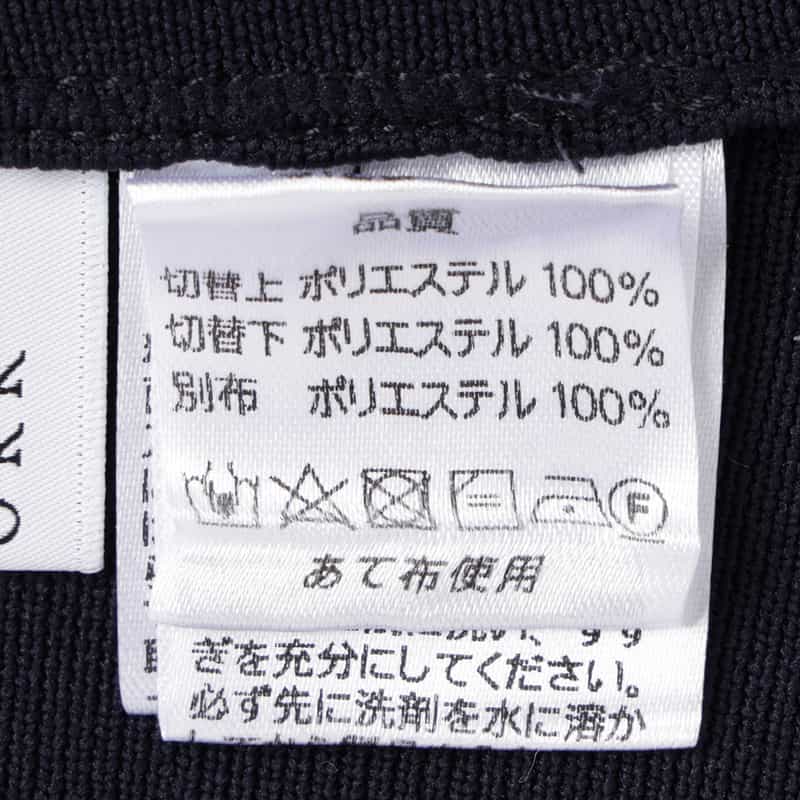 品質
切替上 ポリエステル 100%
切替下 ポリエステル 100%
別布 ポリエステル 100%
F
あて布使用
ぎを充分にしてください。
必ず先に洗剤を水に溶か
ORK